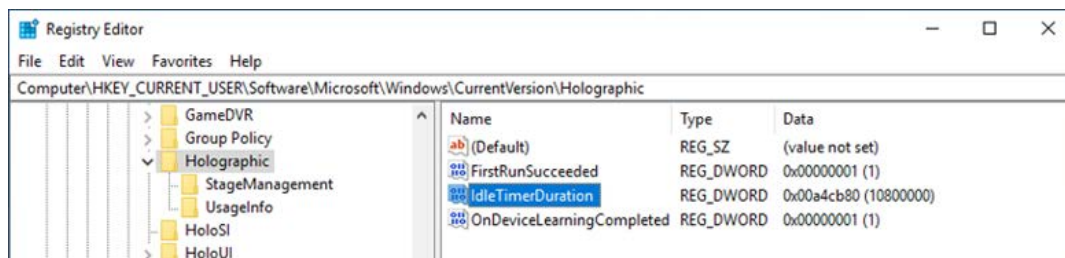 Registry Editor
File Edit View Favorites Help
Computer\HKEY_CURRENT_USER\Software\Microsoft\Windows\CurrentVersion\Holographic
GameDVR
Group Policy
Holographic
StageManagement
UsageInfo
HoloSI
HoloUI
Name Type Data
(Default) REG_SZ (value not set)
FirstRunSucceeded REG_DWORD 0x00000001 (1)
IdleTimerDuration REG_DWORD 0x00a4cb80 (10800000)
OnDeviceLearningCompleted REG_DWORD 0x00000001 (1)